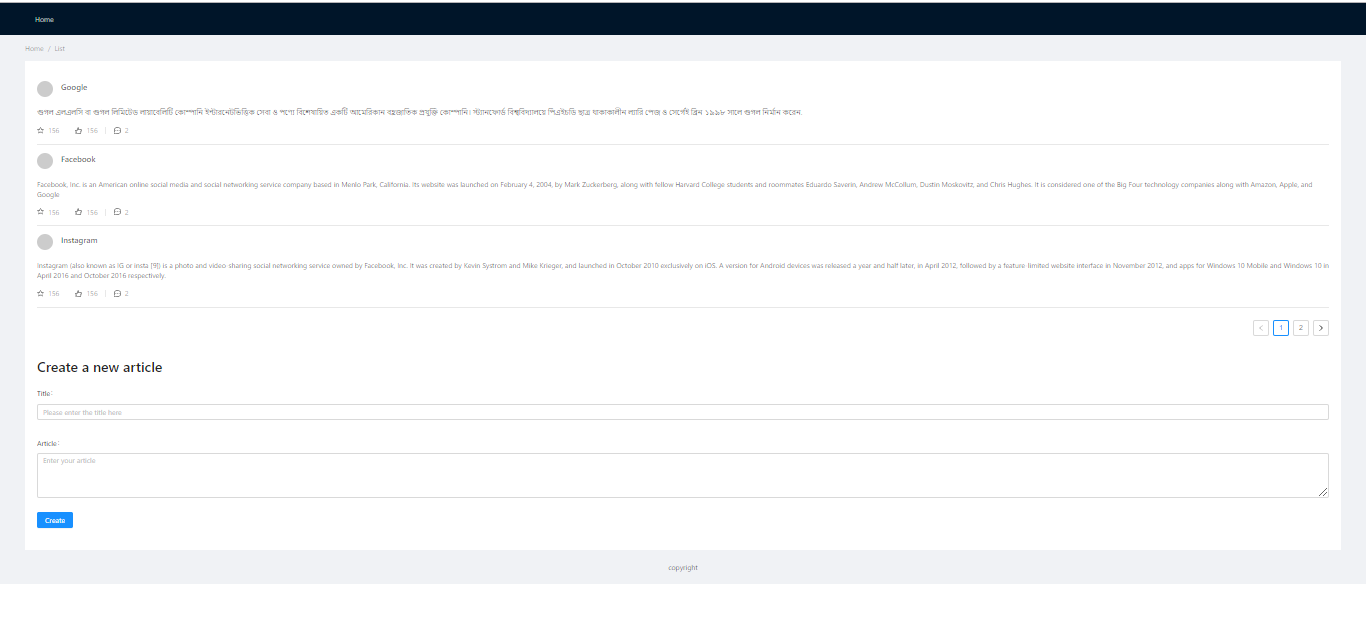 Home
Home / List
Google
গুগল এলএলসি বা গুগল লিমিটেড লায়াবেলিটি কোম্পানি ইন্টারনেটভিত্তিক সেবা ও পণ্যে বিশেষায়িত একটি আমেরিকান বহুজাতিক প্রযুক্তি কোম্পানি। স্ট্যানফোর্ড বিশ্ববিদ্যালয়ে পিএইচডি ছাত্র থাকাকালীন ল্যারি পেজ ও সের্গেই ব্রিন ১৯৯৮ সালে গুগল নির্মান করেন
156 156 2
Facebook
Facebook, Inc. is an American online social media and social networking service company based in Menlo Park, California. Its website was launched on February 4, 2004, by Mark Zuckerberg, along with fellow Harvard College students and roommates Eduardo Saverin, Andrew McCollum, Dustin Moskovitz, and Chris Hughes. It is considered one of the Big Four technology companies along with Amazon, Apple, and
Google
156 156 2
Instagram
Instagram (also known as IG or insta [9]) is a photo and video-sharing social networking service owned by Facebook, Inc. It was created by Kevin Systrom and Mike Krieger, and launched in October 2010 exclusively on iOS. A version for Android devices was released a year and half later, in April 2012, followed by a feature-limited website interface in November 2012, and apps for Windows 10 Mobile and Windows 10 in
April 2016 and October 2016 respectively.
156 156 2
< 1 2 >
Create a new article
Title:
Please enter the title here
Article:
Enter your article
Create
copyright